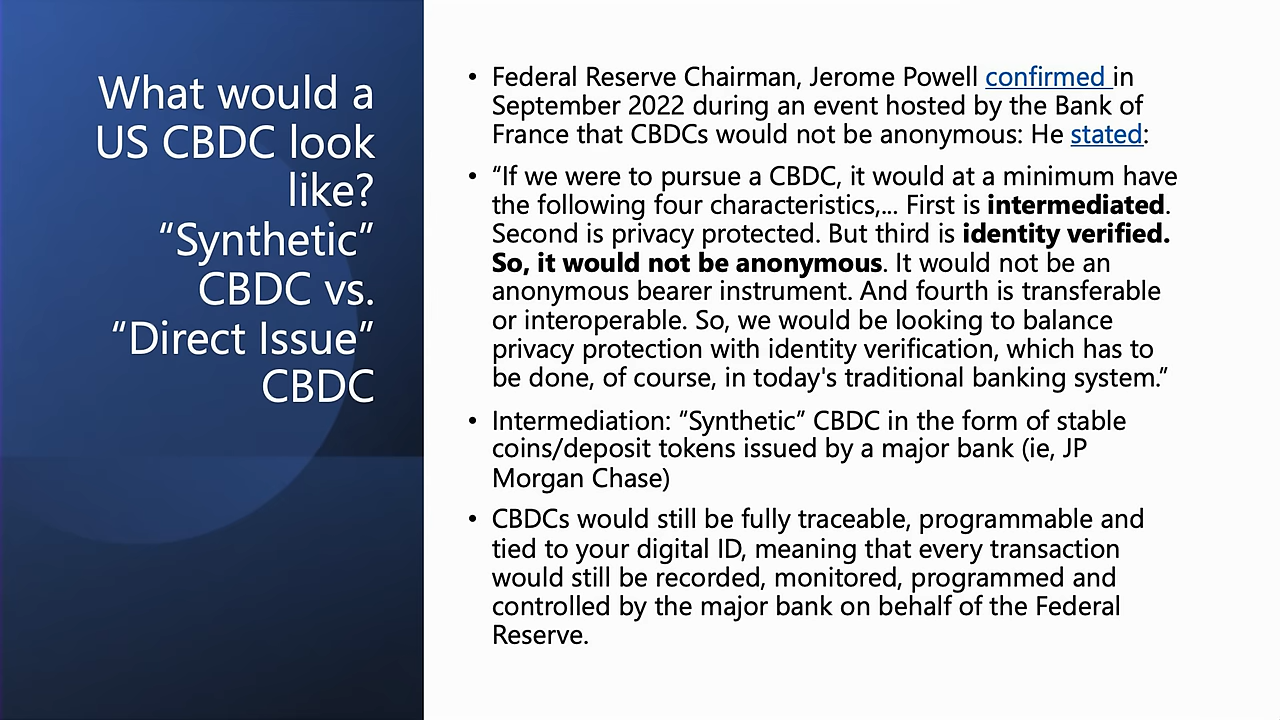 What would a
US CBDC look
like?
“Synthetic”
CBDC vs.
“Direct Issue”
CBDC
• Federal Reserve Chairman, Jerome Powell confirmed in
September 2022 during an event hosted by the Bank of
France that CBDCs would not be anonymous: He stated:
• “If we were to pursue a CBDC, it would at a minimum have
the following four characteristics,... First is intermediated.
Second is privacy protected. But third is identity verified.
So, it would not be anonymous. It would not be an
anonymous bearer instrument. And fourth is transferable
or interoperable. So, we would be looking to balance
privacy protection with identity verification, which has to
be done, of course, in today's traditional banking system.”
• Intermediation: “Synthetic” CBDC in the form of stable
coins/deposit tokens issued by a major bank (ie, JP
Morgan Chase)
• CBDCs would still be fully traceable, programmable and
tied to your digital ID, meaning that every transaction
would still be recorded, monitored, programmed and
controlled by the major bank on behalf of the Federal
Reserve.